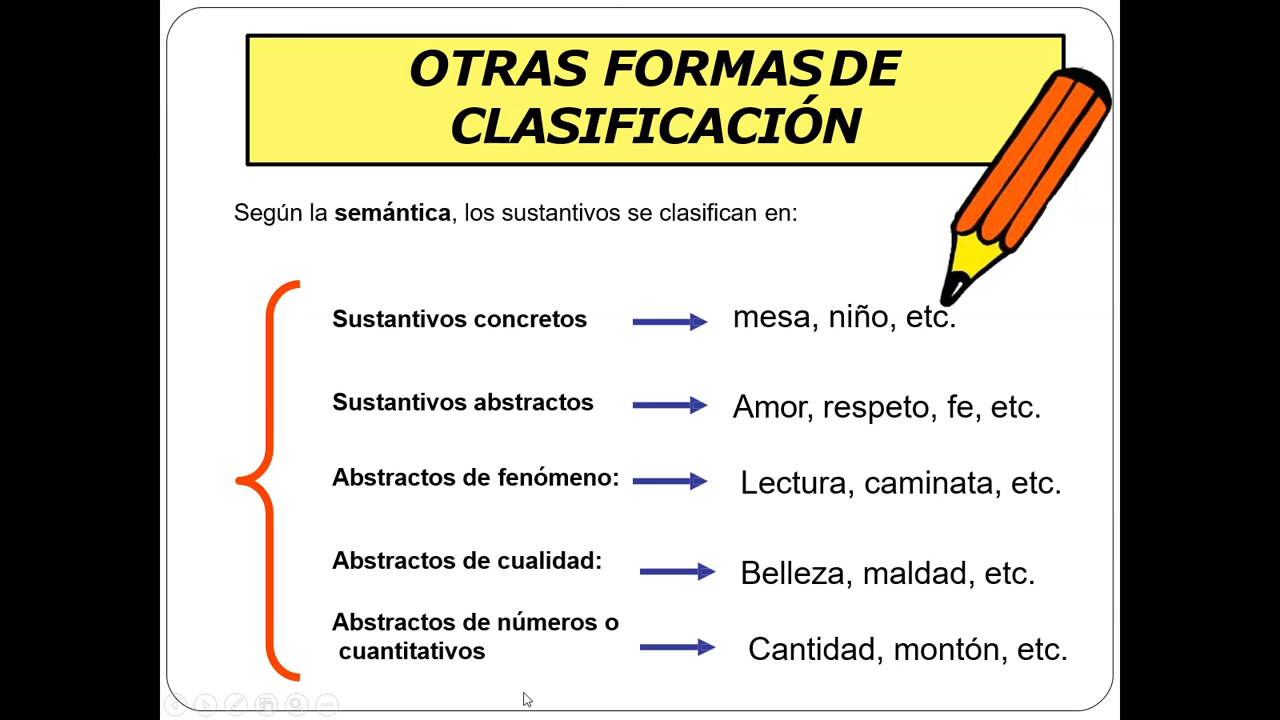 OTRAS FORMAS DE
CLASIFICACIÓN
Según la semántica, los sustantivos se clasifican en:
Sustantivos concretos mesa, niño, etc.
Sustantivos abstractos Amor, respeto, fe, etc.
Abstractos de fenómeno: Lectura, caminata, etc.
Abstractos de cualidad: Belleza, maldad, etc.
Abstractos de números o
cuantitativos Cantidad, montón, etc.